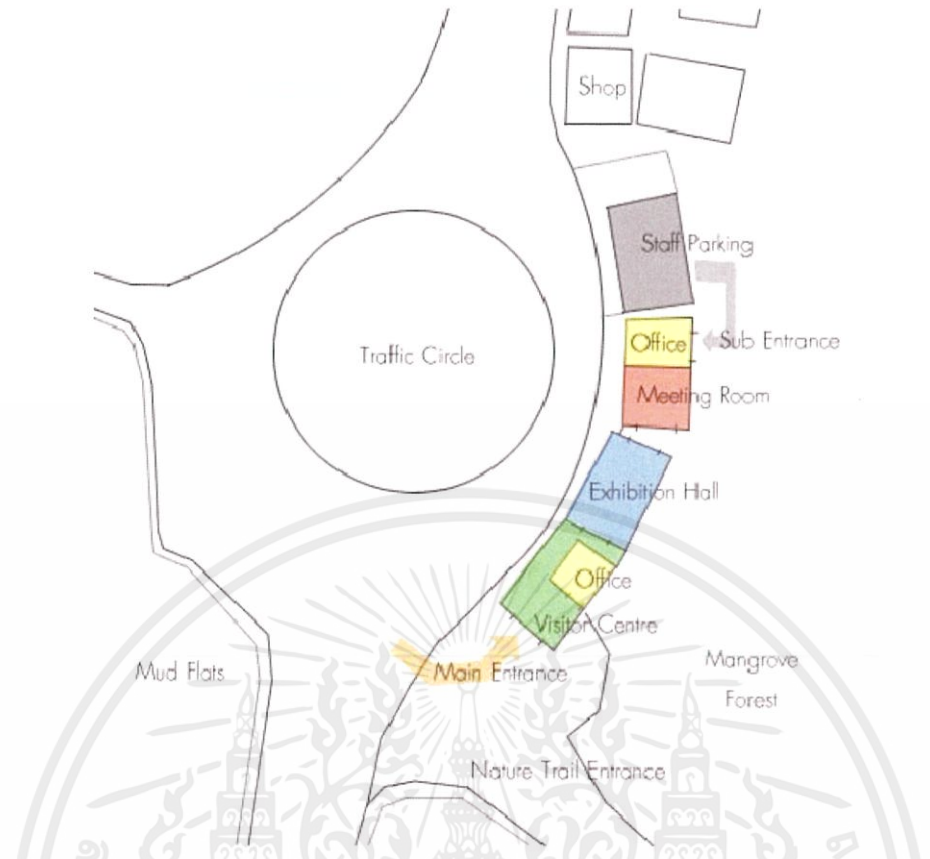 Shop
Staff Parking
Office
Sub Entrance
Traffic Circle
Meeting Room
Exhibition Hall
Office
Visitor Centre
Mud Flats
Main Entrance
Mangrove
Forest
Nature Trail Entrance